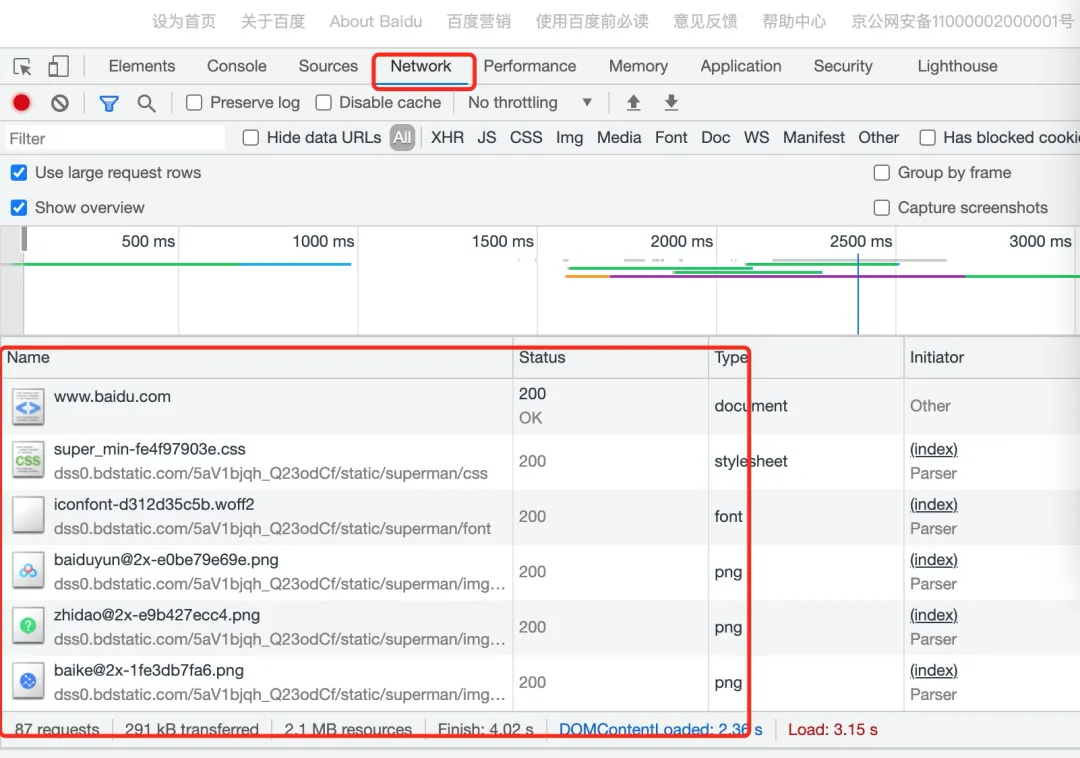 设为首页 关于百度 About Baidu 百度营销 使用百度前必读 意见反馈 帮助中心 京公网安备11000002000001号
Elements Console Sources Network Performance Memory Application Security Lighthouse
Preserve log Disable cache No throttling
Filter Hide data URLs All XHR JS CSS Img Media Font Doc WS Manifest Other Has blocked cooki
Use large request rows Group by frame
Show overview Capture screenshots
500 ms 1000 ms 1500 ms 2000 ms 2500 ms 3000 ms
Name Status Type Initiator
www.baidu.com 200 OK document Other
super_min-fe4f97903e.css 200 stylesheet (index)
dss0.bdstatic.com/5aV1bjqh_Q23odCf/static/superman/css Parser
iconfont-d312d35c5b.woff2 200 font (index)
dss0.bdstatic.com/5aV1bjqh_Q23odCf/static/superman/font Parser
baiduyun@2x-e0be79e69e.png 200 png (index)
dss0.bdstatic.com/5aV1bjqh_Q23odCf/static/superman/img… Parser
zhidao@2x-e9b427ecc4.png 200 png (index)
dss0.bdstatic.com/5aV1bjqh_Q23odCf/static/superman/img… Parser
baike@2x-1fe3db7fa6.png 200 png (index)
dss0.bdstatic.com/5aV1bjqh_Q23odCf/static/superman/img… Parser
87 requests 291 kB transferred 2.1 MB resources Finish: 4.02 s DOMContentLoaded: 2.36 s Load: 3.15 s